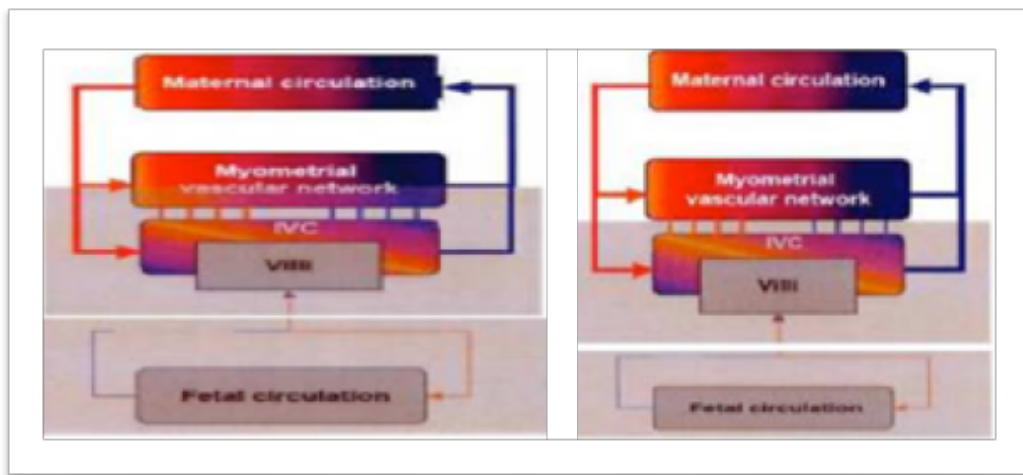 Maternal circulation
Myometrial
vascular network
IVC
Villi
Fetal circulation
Maternal circulation
Myometrial
vascular network
IVC
Villi
Fetal circulation